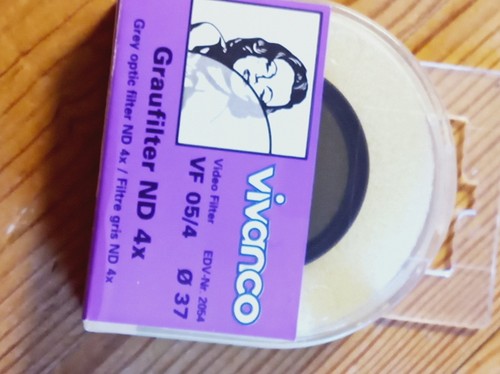 vivanco
Video Filter EDV-Nr. 2054
VF 05/4 Ø 37
Graufilter ND 4x
Grey optic filter ND 4x / Filtre gris ND 4x